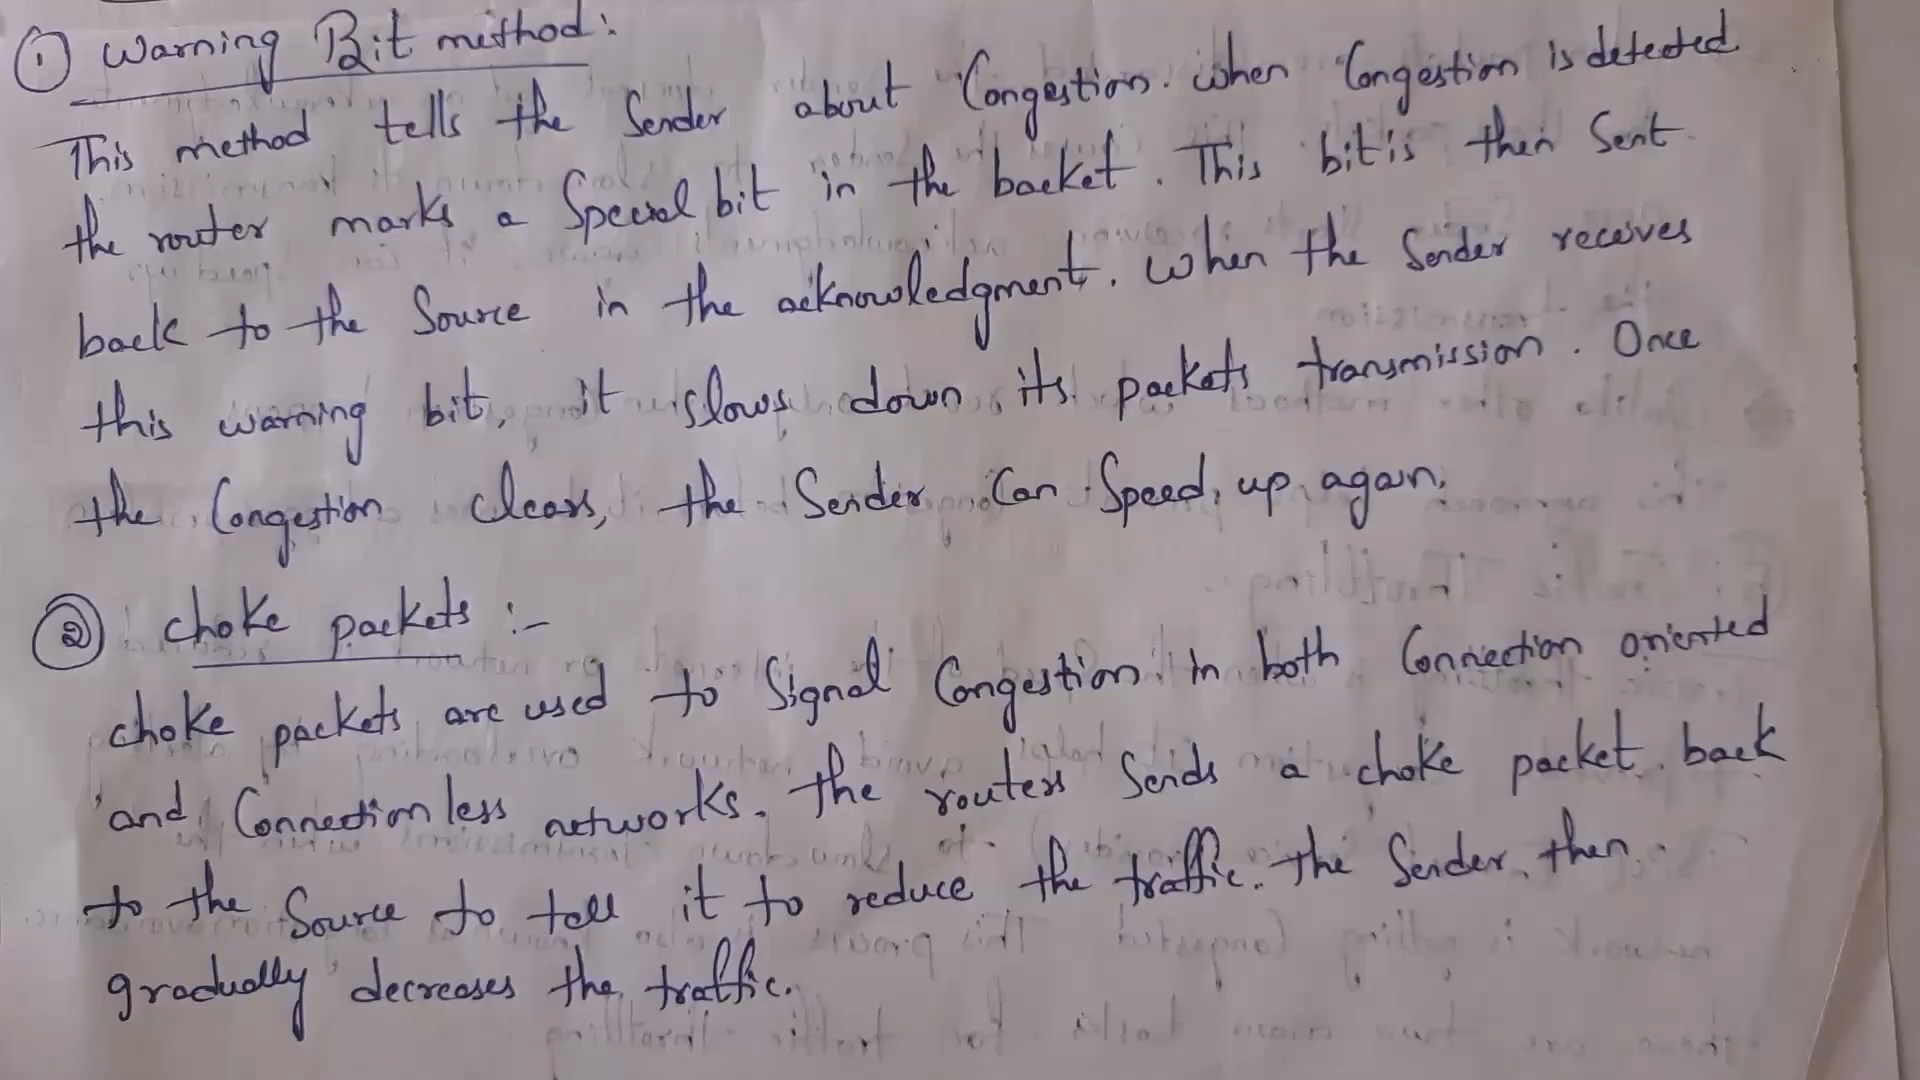 ① Warning Bit method:
This method tells the Sender about Congestion. when Congestion is detected
the router marks a Special bit in the backet. This bit is then Sent
back to the Source in the acknowledgment. When the Sender receives
this warning bit, it slows down its packets transmission. Once
the Congestion clears, the Sender Can Speed up again.
② choke packets :-
choke packets are used to Signal Congestion in both Connection oriented
and Connection less networks. The routers Sends a choke packet back
to the Source to tell it to reduce the traffic. The Sender then
gradually decreases the traffic.